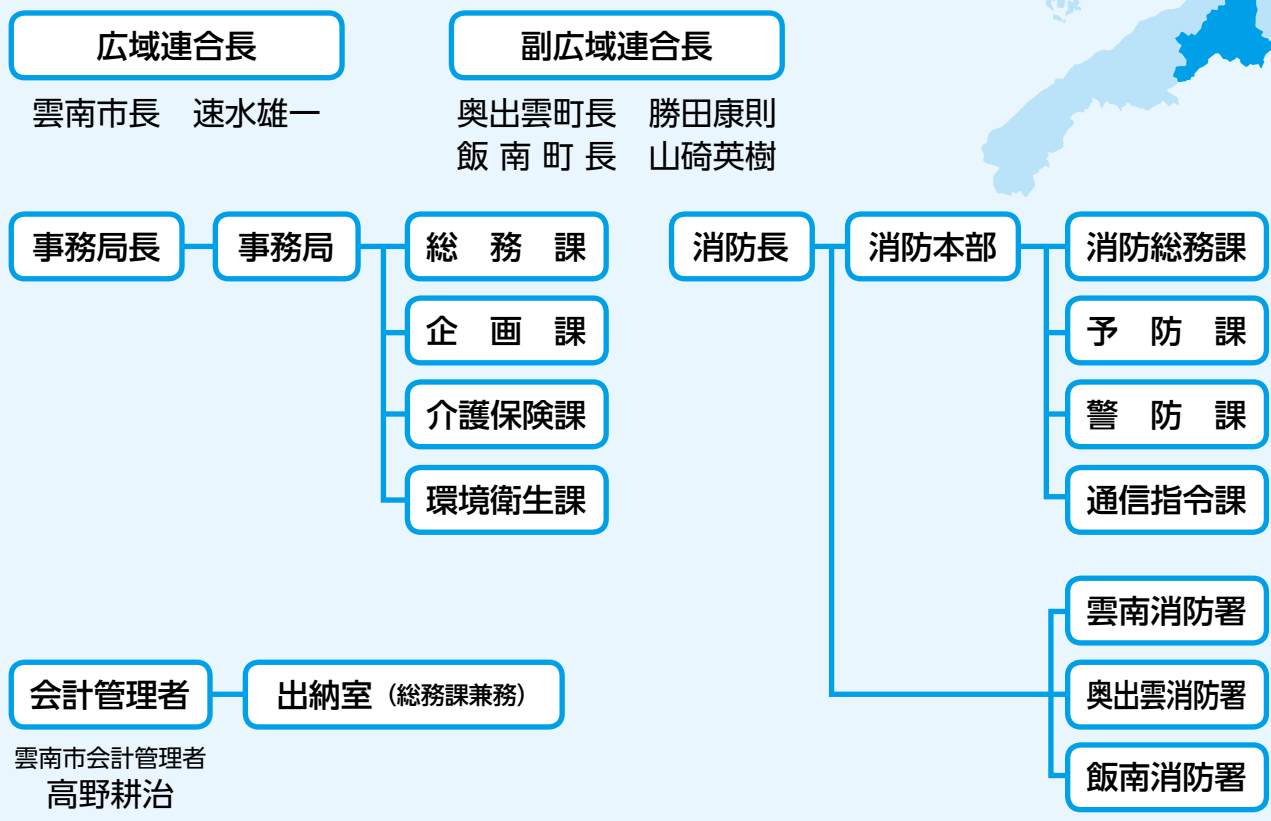 広域連合長
副広域連合長
雲南市長　速水雄一
奥出雲町長　勝田康則
飯南町長　山碕英樹
事務局長
事務局
総務課
企画課
介護保険課
環境衛生課
消防長
消防本部
消防総務課
予防課
警防課
通信指令課
雲南消防署
奥出雲消防署
飯南消防署
会計管理者
出納室（総務課兼務）
雲南市会計管理者
高野耕治